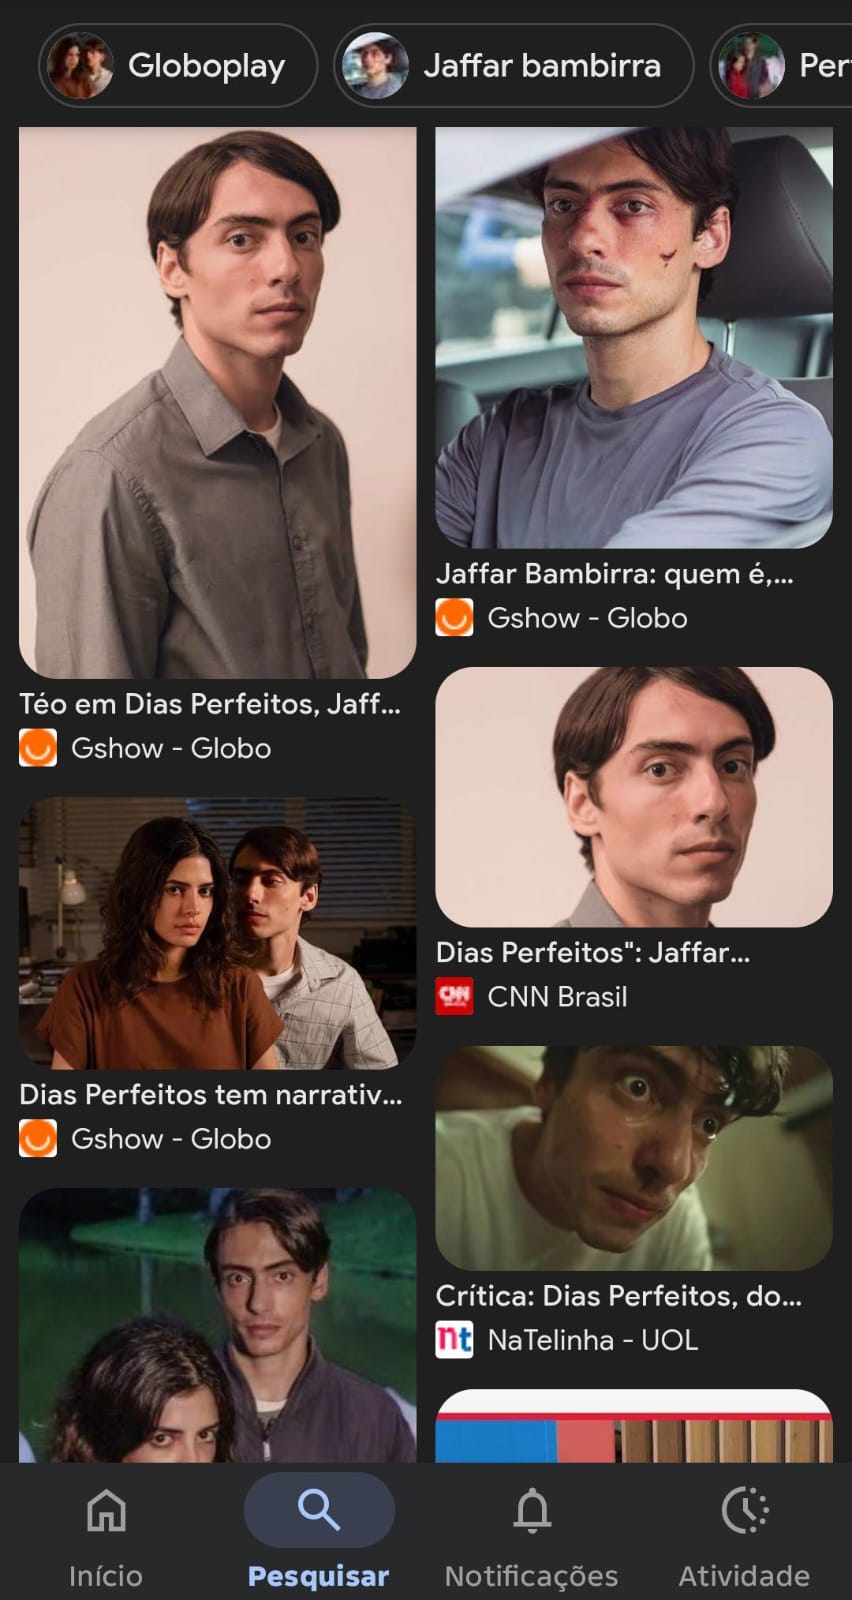 Globoplay
Jaffar bambirra
Per
Téo em Dias Perfeitos, Jaff...
Gshow - Globo
Jaffar Bambirra: quem é,...
Gshow - Globo
Dias Perfeitos": Jaffar...
CNN Brasil
Dias Perfeitos tem narrativ...
Gshow - Globo
Crítica: Dias Perfeitos, do...
nt
NaTelinha - UOL
Início
Pesquisar
Notificações
Atividade